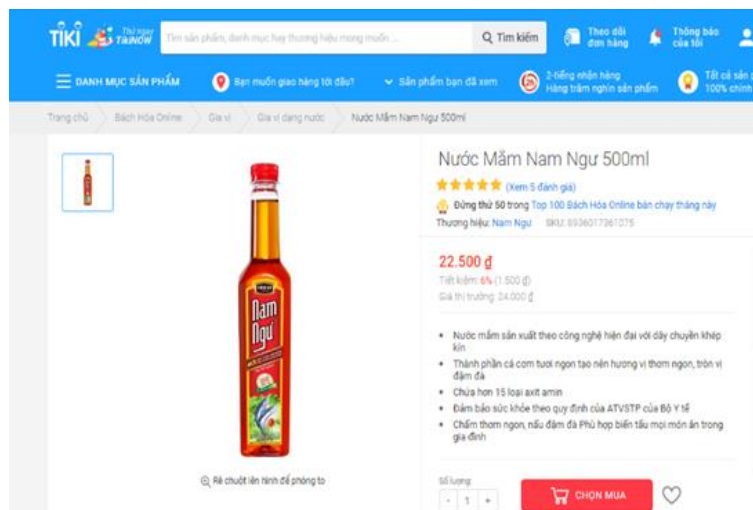 TIKI
Thứ ngay
TikiNOW
Tìm sản phẩm, danh mục hay thương hiệu mong muốn ...
Tìm kiếm
Theo dõi
đơn hàng
Thông báo
của tôi
DANH MỤC SẢN PHẨM
Bạn muốn giao hàng tới đâu?
Sản phẩm bạn đã xem
2h
2-tiếng nhận hàng
Hàng trăm nghìn sản phẩm
Tất cả sản
100% chính
Trang chủ
Bách Hóa Online
Gia vị
Gia vị dạng nước
Nước Mắm Nam Ngư 500ml
Nước Mắm Nam Ngư 500ml
(Xem 5 đánh giá)
Đứng thứ 50 trong Top 100 Bách Hóa Online bán chạy tháng này
Thương hiệu: Nam Ngư SKU: 8936017361075
22.500 ₫
Tiết kiệm: 6% (1.500 ₫)
Giá thị trường: 24.000 ₫
Nước mắm sản xuất theo công nghệ hiện đại với dây chuyền khép
kín
Thành phần cá cơm tươi ngon tạo nên hương vị thơm ngon, tròn vị
đậm đà
Chứa hơn 15 loại axit amin
Đảm bảo sức khỏe theo quy định của ATVSTP của Bộ Y tế
Chấm thơm ngon, nấu đậm đà Phù hợp biến tấu mọi món ăn trong
gia đình
Nam
Ngư
Rê chuột lên hình để phóng to
Số lượng:
- 1 +
CHỌN MUA